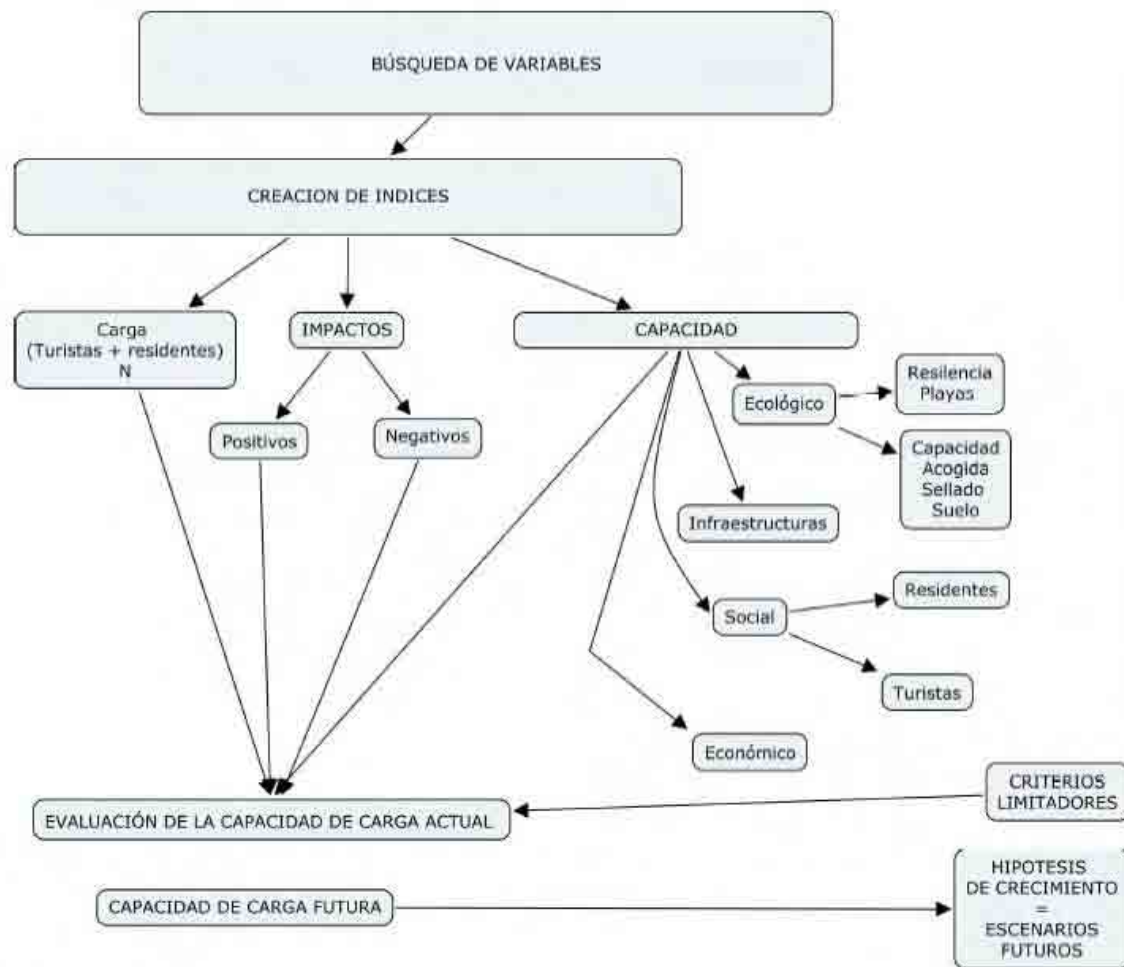 BÚSQUEDA DE VARIABLES
CREACION DE INDICES
Carga
(Turistas + residentes)
N
IMPACTOS
CAPACIDAD
Positivos
Negativos
Ecológico
Resilencia
Playas
Capacidad
Acogida
Sellado
Suelo
Infraestructuras
Social
Residentes
Turistas
Económico
CRITERIOS
LIMITADORES
EVALUACIÓN DE LA CAPACIDAD DE CARGA ACTUAL
CAPACIDAD DE CARGA FUTURA
HIPOTESIS
DE CRECIMIENTO
=
ESCENARIOS
FUTUROS